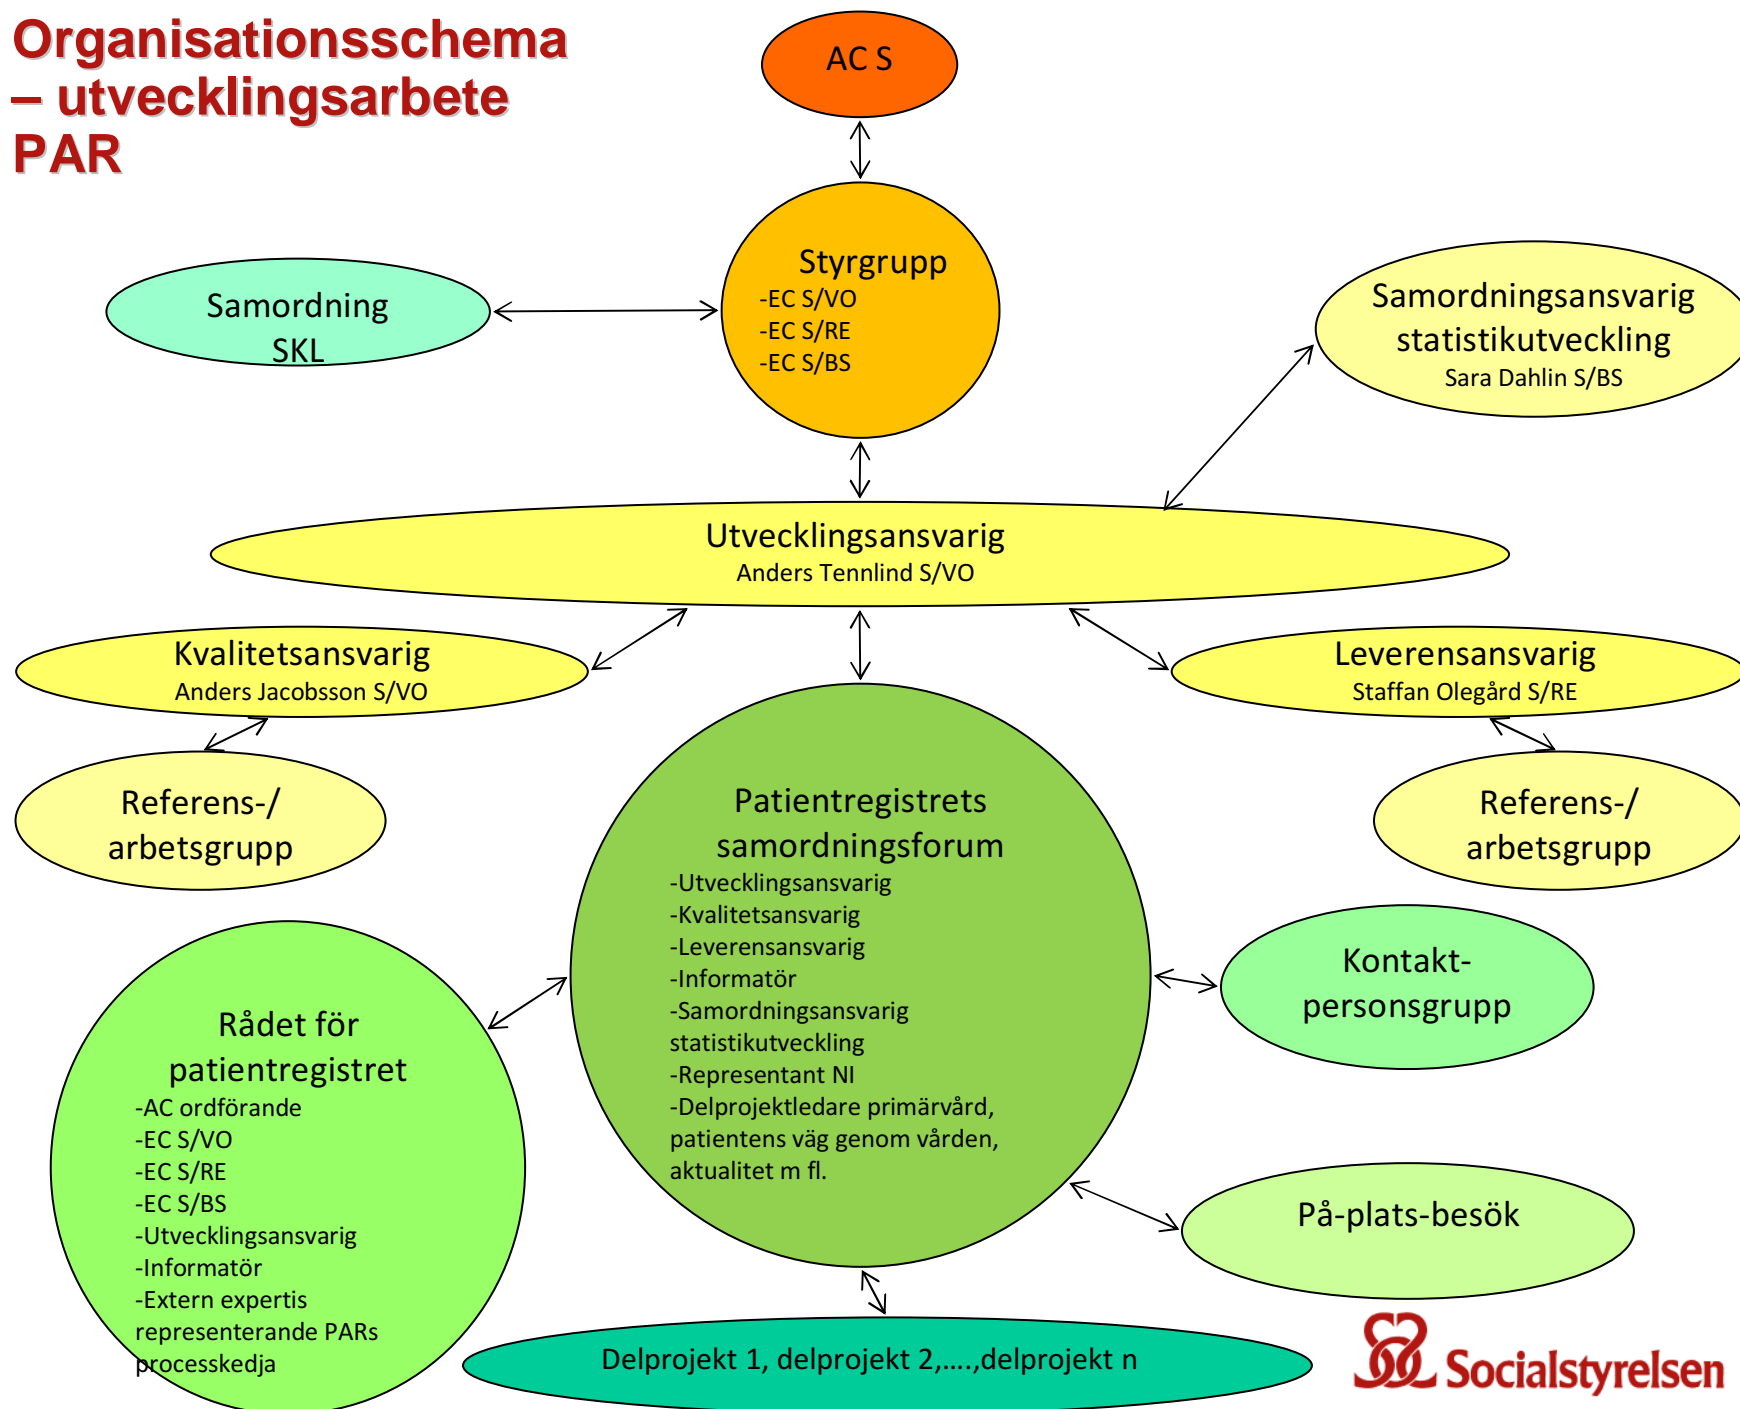 Organisationsschema
– utvecklingsarbete
PAR
AC S
Styrgrupp
-EC S/VO
-EC S/RE
-EC S/BS
Samordning
SKL
Samordningsansvarig
statistikutveckling
Sara Dahlin S/BS
Utvecklingsansvarig
Anders Tennlind S/VO
Kvalitetsansvarig
Anders Jacobsson S/VO
Leverensansvarig
Staffan Olegård S/RE
Referens-/
arbetsgrupp
Patientregistrets
samordningsforum
-Utvecklingsansvarig
-Kvalitetsansvarig
-Leverensansvarig
-Informatör
-Samordningsansvarig
statistikutveckling
-Representant NI
-Delprojektledare primärvård,
patientens väg genom vården,
aktualitet m fl.
Referens-/
arbetsgrupp
Kontakt-
personsgrupp
Rådet för
patientregistret
-AC ordförande
-EC S/VO
-EC S/RE
-EC S/BS
-Utvecklingsansvarig
-Informatör
-Extern expertis
representerande PARs
processkedja
På-plats-besök
Delprojekt 1, delprojekt 2,....,delprojekt n
Socialstyrelsen